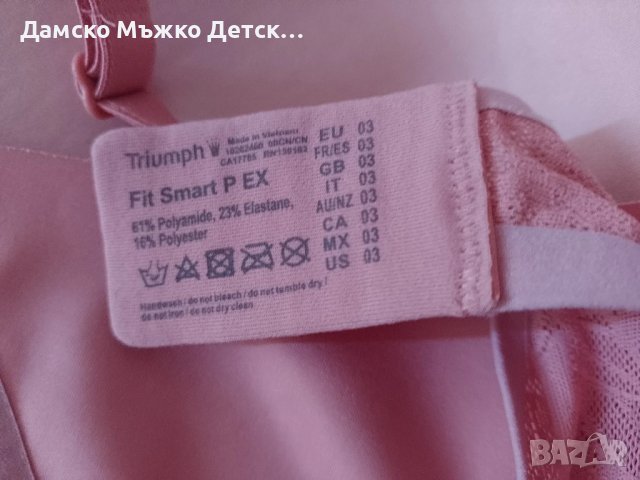 Дамско Мъжко Детск...
Triumph Made in Vietnam
CA17705
Fit Smart P EX
61% Polyamide, 23% Elastane,
16% Polyester
Handwash / do not bleach / do not tumble dry /
do not iron / do not dry clean
EU 03
FR/ES 03
GB 03
IT 03
AU/NZ 03
CA 03
MX 03
US 03
BAZAR